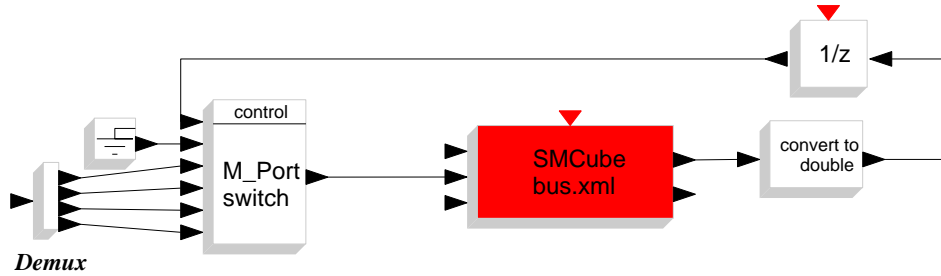 1/z
control
M_Port
switch
SMCube
bus.xml
convert to
double
Demux